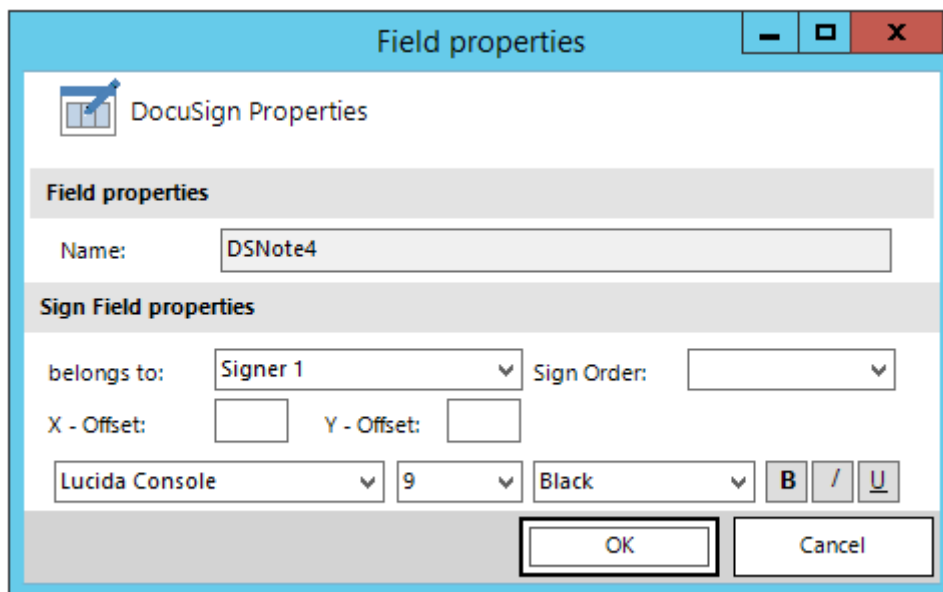 Field properties
DocuSign Properties
Field properties
Name: DSNote4
Sign Field properties
belongs to: Signer 1 Sign Order:
X - Offset: Y - Offset:
Lucida Console 9 Black B / U
OK Cancel